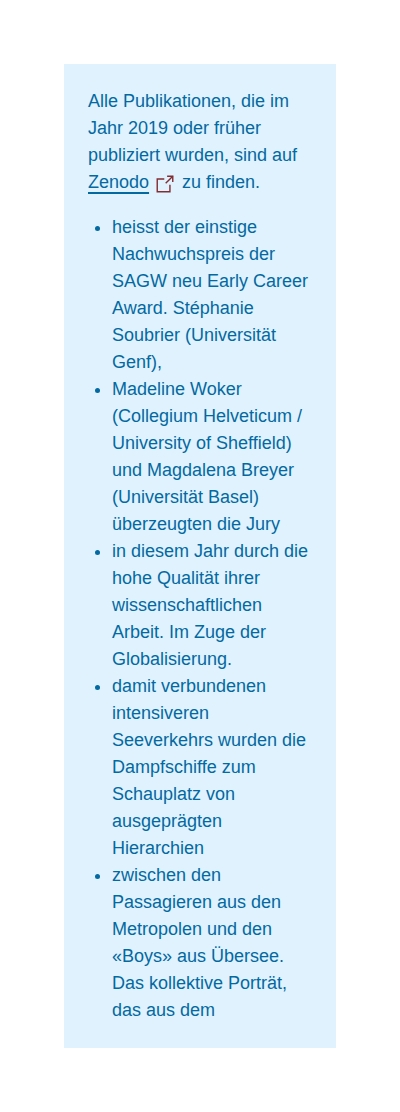 Alle Publikationen, die im
Jahr 2019 oder früher
publiziert wurden, sind auf
Zenodo zu finden.
heisst der einstige
Nachwuchspreis der
SAGW neu Early Career
Award. Stéphanie
Soubrier (Universität
Genf),
Madeline Woker
(Collegium Helveticum /
University of Sheffield)
und Magdalena Breyer
(Universität Basel)
überzeugten die Jury
in diesem Jahr durch die
hohe Qualität ihrer
wissenschaftlichen
Arbeit. Im Zuge der
Globalisierung.
damit verbundenen
intensiveren
Seeverkehrs wurden die
Dampfschiffe zum
Schauplatz von
ausgeprägten
Hierarchien
zwischen den
Passagieren aus den
Metropolen und den
«Boys» aus Übersee.
Das kollektive Porträt,
das aus dem